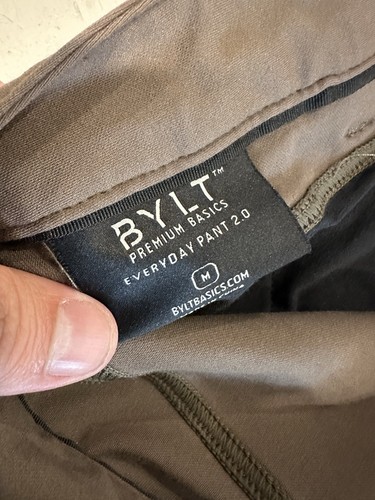 BYLT™
PREMIUM BASICS
EVERYDAY PANT 2.0
M
BYLTBASICS.COM